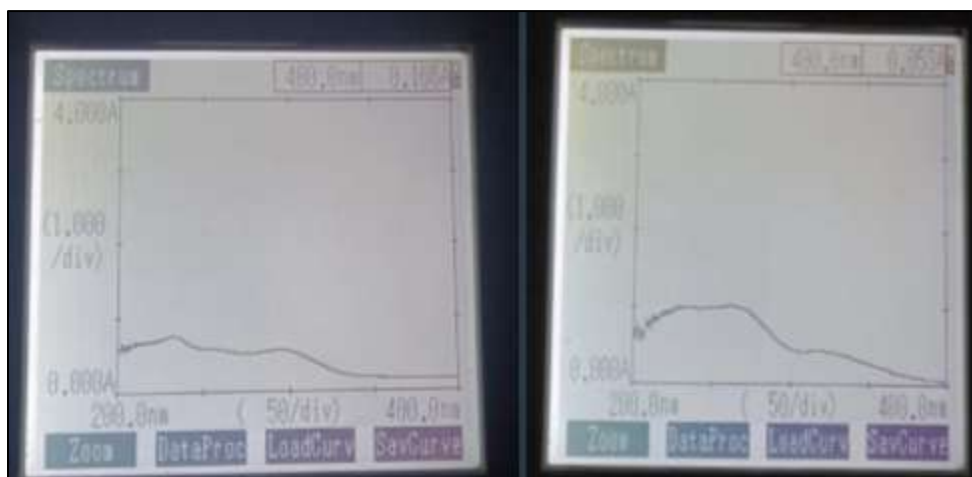 Spectrum
400.0nm
4.000A
(1.000
/div)
0.000A
200.0nm ( 50/div) 400.0nm
Zoom DataProc LoadCurv SavCurve
Spectrum
400.0nm
4.000A
(1.000
/div)
0.000A
200.0nm ( 50/div) 400.0nm
Zoom DataProc LoadCurv SavCurve